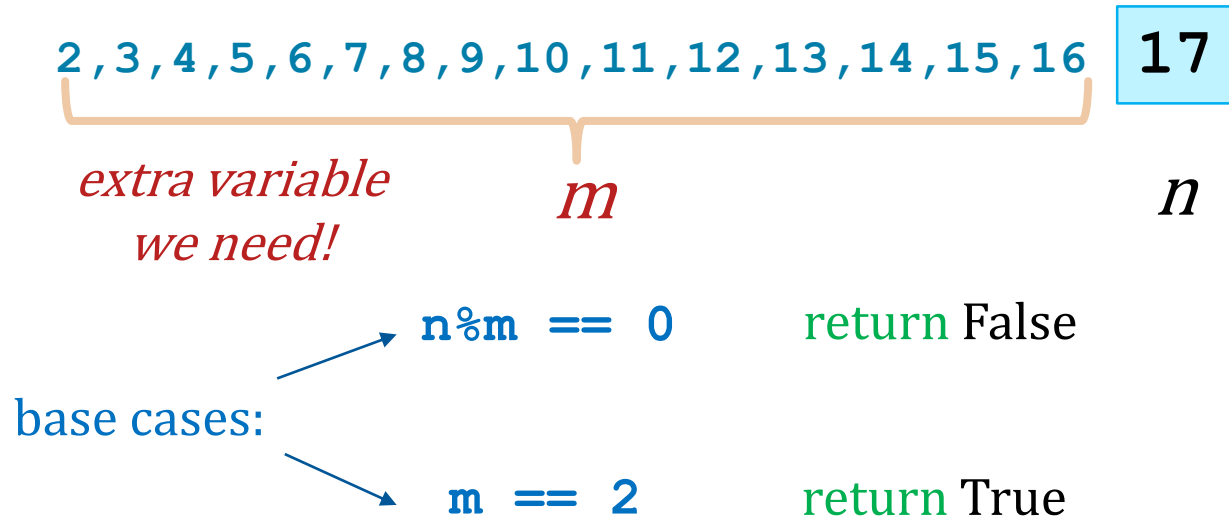 2,3,4,5,6,7,8,9,10,11,12,13,14,15,16 17
extra variable
we need!
m
n
n%m == 0 return False
base cases:
m == 2 return True